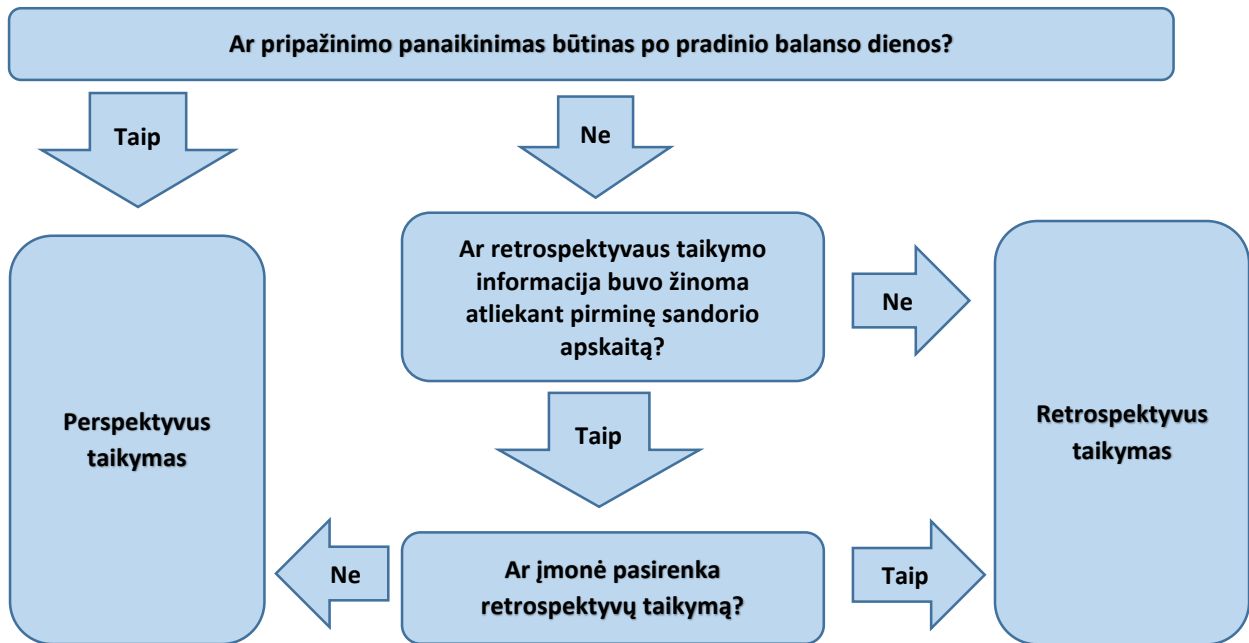 Ar pripažinimo panaikinimas būtinas po pradinio balanso dienos?
Taip
Ne
Ar retrospektyvaus taikymo
informacija buvo žinoma
atliekant pirminę sandorio
apskaitą?
Ne
Perspektyvus
taikymas
Retrospektyvus
taikymas
Taip
Ne
Ar įmonė pasirenka
retrospektyvų taikymą?
Taip